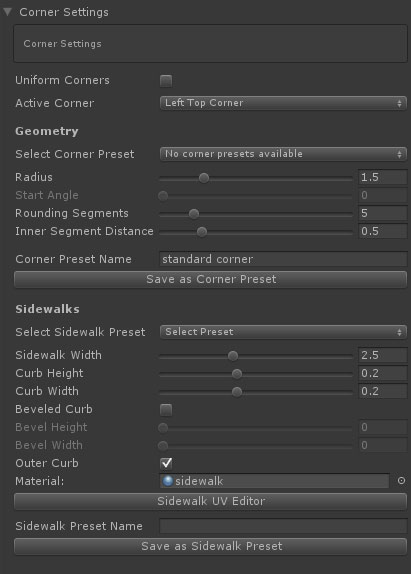 Corner Settings
Corner Settings
Uniform Corners
Active Corner Left Top Corner
Geometry
Select Corner Preset No corner presets available
Radius 1.5
Start Angle 0
Rounding Segments 5
Inner Segment Distance 0.5
Corner Preset Name standard corner
Save as Corner Preset
Sidewalks
Select Sidewalk Preset Select Preset
Sidewalk Width 2.5
Curb Height 0.2
Curb Width 0.2
Beveled Curb
Bevel Height 0
Bevel Width 0
Outer Curb
Material: sidewalk
Sidewalk UV Editor
Sidewalk Preset Name
Save as Sidewalk Preset